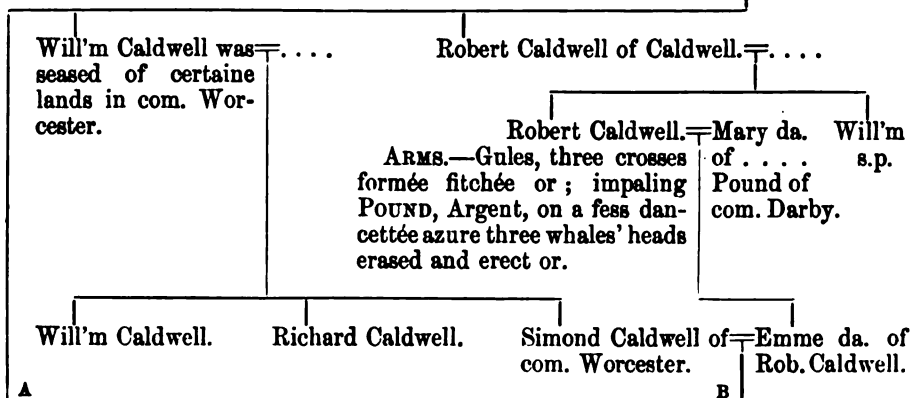 Will'm Caldwell was=....
seased of certaine
lands in com. Wor-
cester.
Robert Caldwell of Caldwell.=....
Robert Caldwell.=Mary da.
of ....
Pound of
com. Darby.
Will'm
s.p.
ARMS.—Gules, three crosses
formée fitchée or ; impaling
POUND, Argent, on a fess dan-
cettée azure three whales' heads
erased and erect or.
Will'm Caldwell.
Richard Caldwell.
Simond Caldwell of=Emme da. of
com. Worcester. Rob. Caldwell.
A
B